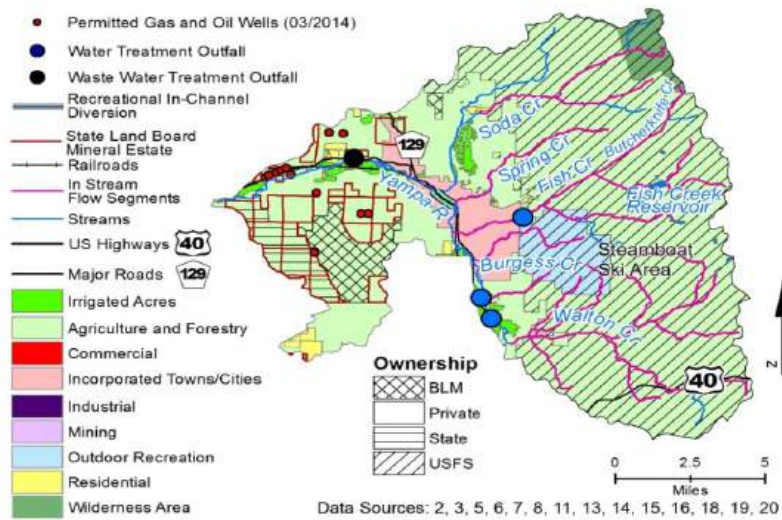 Permitted Gas and Oil Wells (03/2014)
Water Treatment Outfall
Waste Water Treatment Outfall
Recreational In-Channel
Diversion
State Land Board
Mineral Estate
Railroads
In Stream
Flow Segments
Streams
US Highways 40
Major Roads 129
Irrigated Acres
Agriculture and Forestry
Commercial
Incorporated Towns/Cities
Industrial
Mining
Outdoor Recreation
Residential
Wilderness Area
129
Soda Cr
Spring Cr
Fish Cr
Butcherknife Cr
Yampa R
Fish Creek
Reservoir
Steamboat
Ski Area
Burgess Cr
Walton Cr
40
Ownership
BLM
Private
State
USFS
N
0 2.5 5
Miles
Data Sources: 2, 3, 5, 6, 7, 8, 11, 13, 14, 15, 16, 18, 19, 20